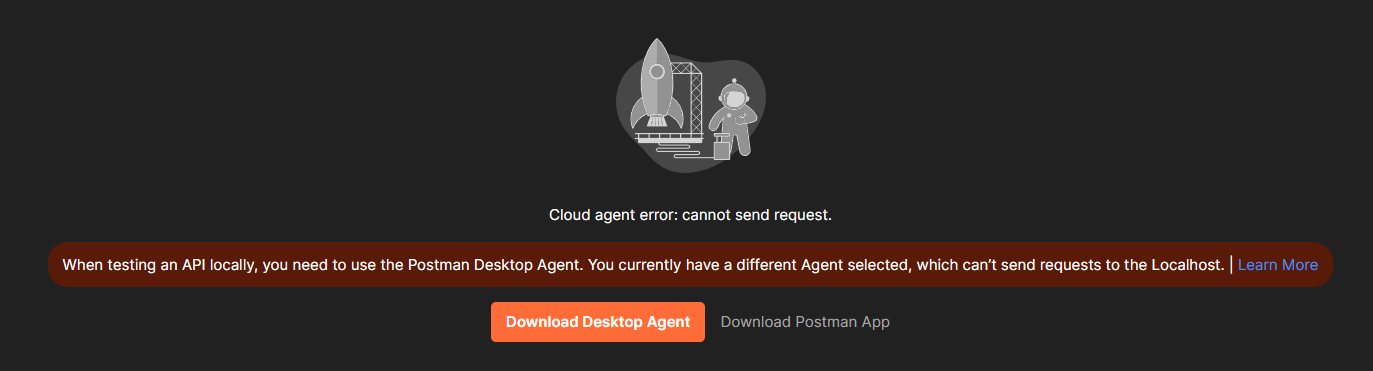 Cloud agent error: cannot send request.
When testing an API locally, you need to use the Postman Desktop Agent. You currently have a different Agent selected, which can’t send requests to the Localhost. | Learn More
Download Desktop Agent Download Postman App